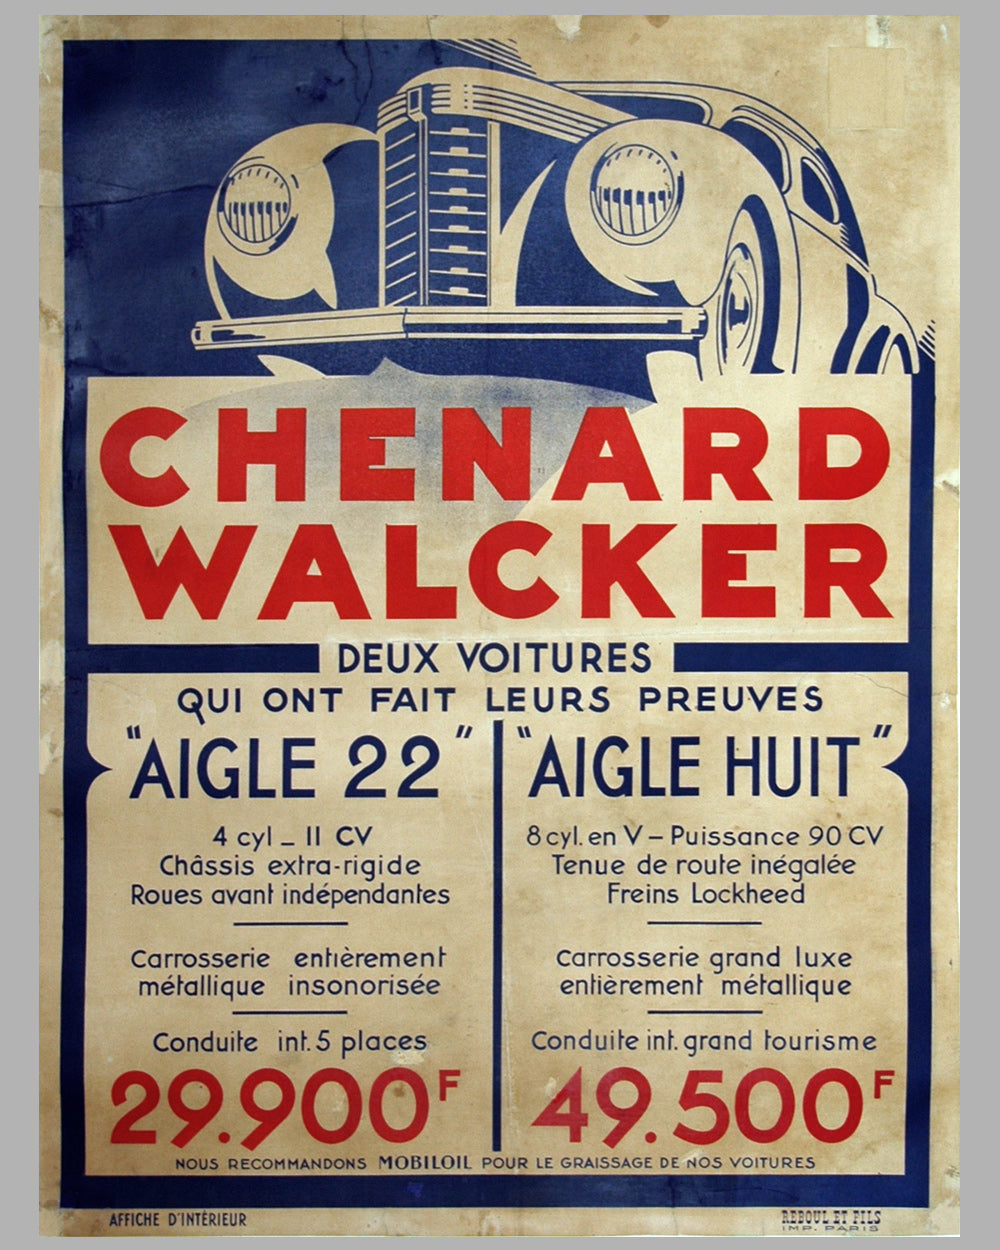 CHENARD
WALCKER
DEUX VOITURES
QUI ONT FAIT LEURS PREUVES
"AIGLE 22"
4 cyl _ 11 CV
Châssis extra-rigide
Roues avant indépendantes
Carrosserie entièrement
métallique insonorisée
Conduite int. 5 places
29.900F
"AIGLE HUIT"
8 cyl. en V – Puissance 90 CV
Tenue de route inégalée
Freins Lockheed
Carrosserie grand luxe
entièrement métallique
Conduite int. grand tourisme
49.500F
NOUS RECOMMANDONS MOBILOIL POUR LE GRAISSAGE DE NOS VOITURES
AFFICHE D'INTÉRIEUR
REBOUL ET FILS
IMP. PARIS